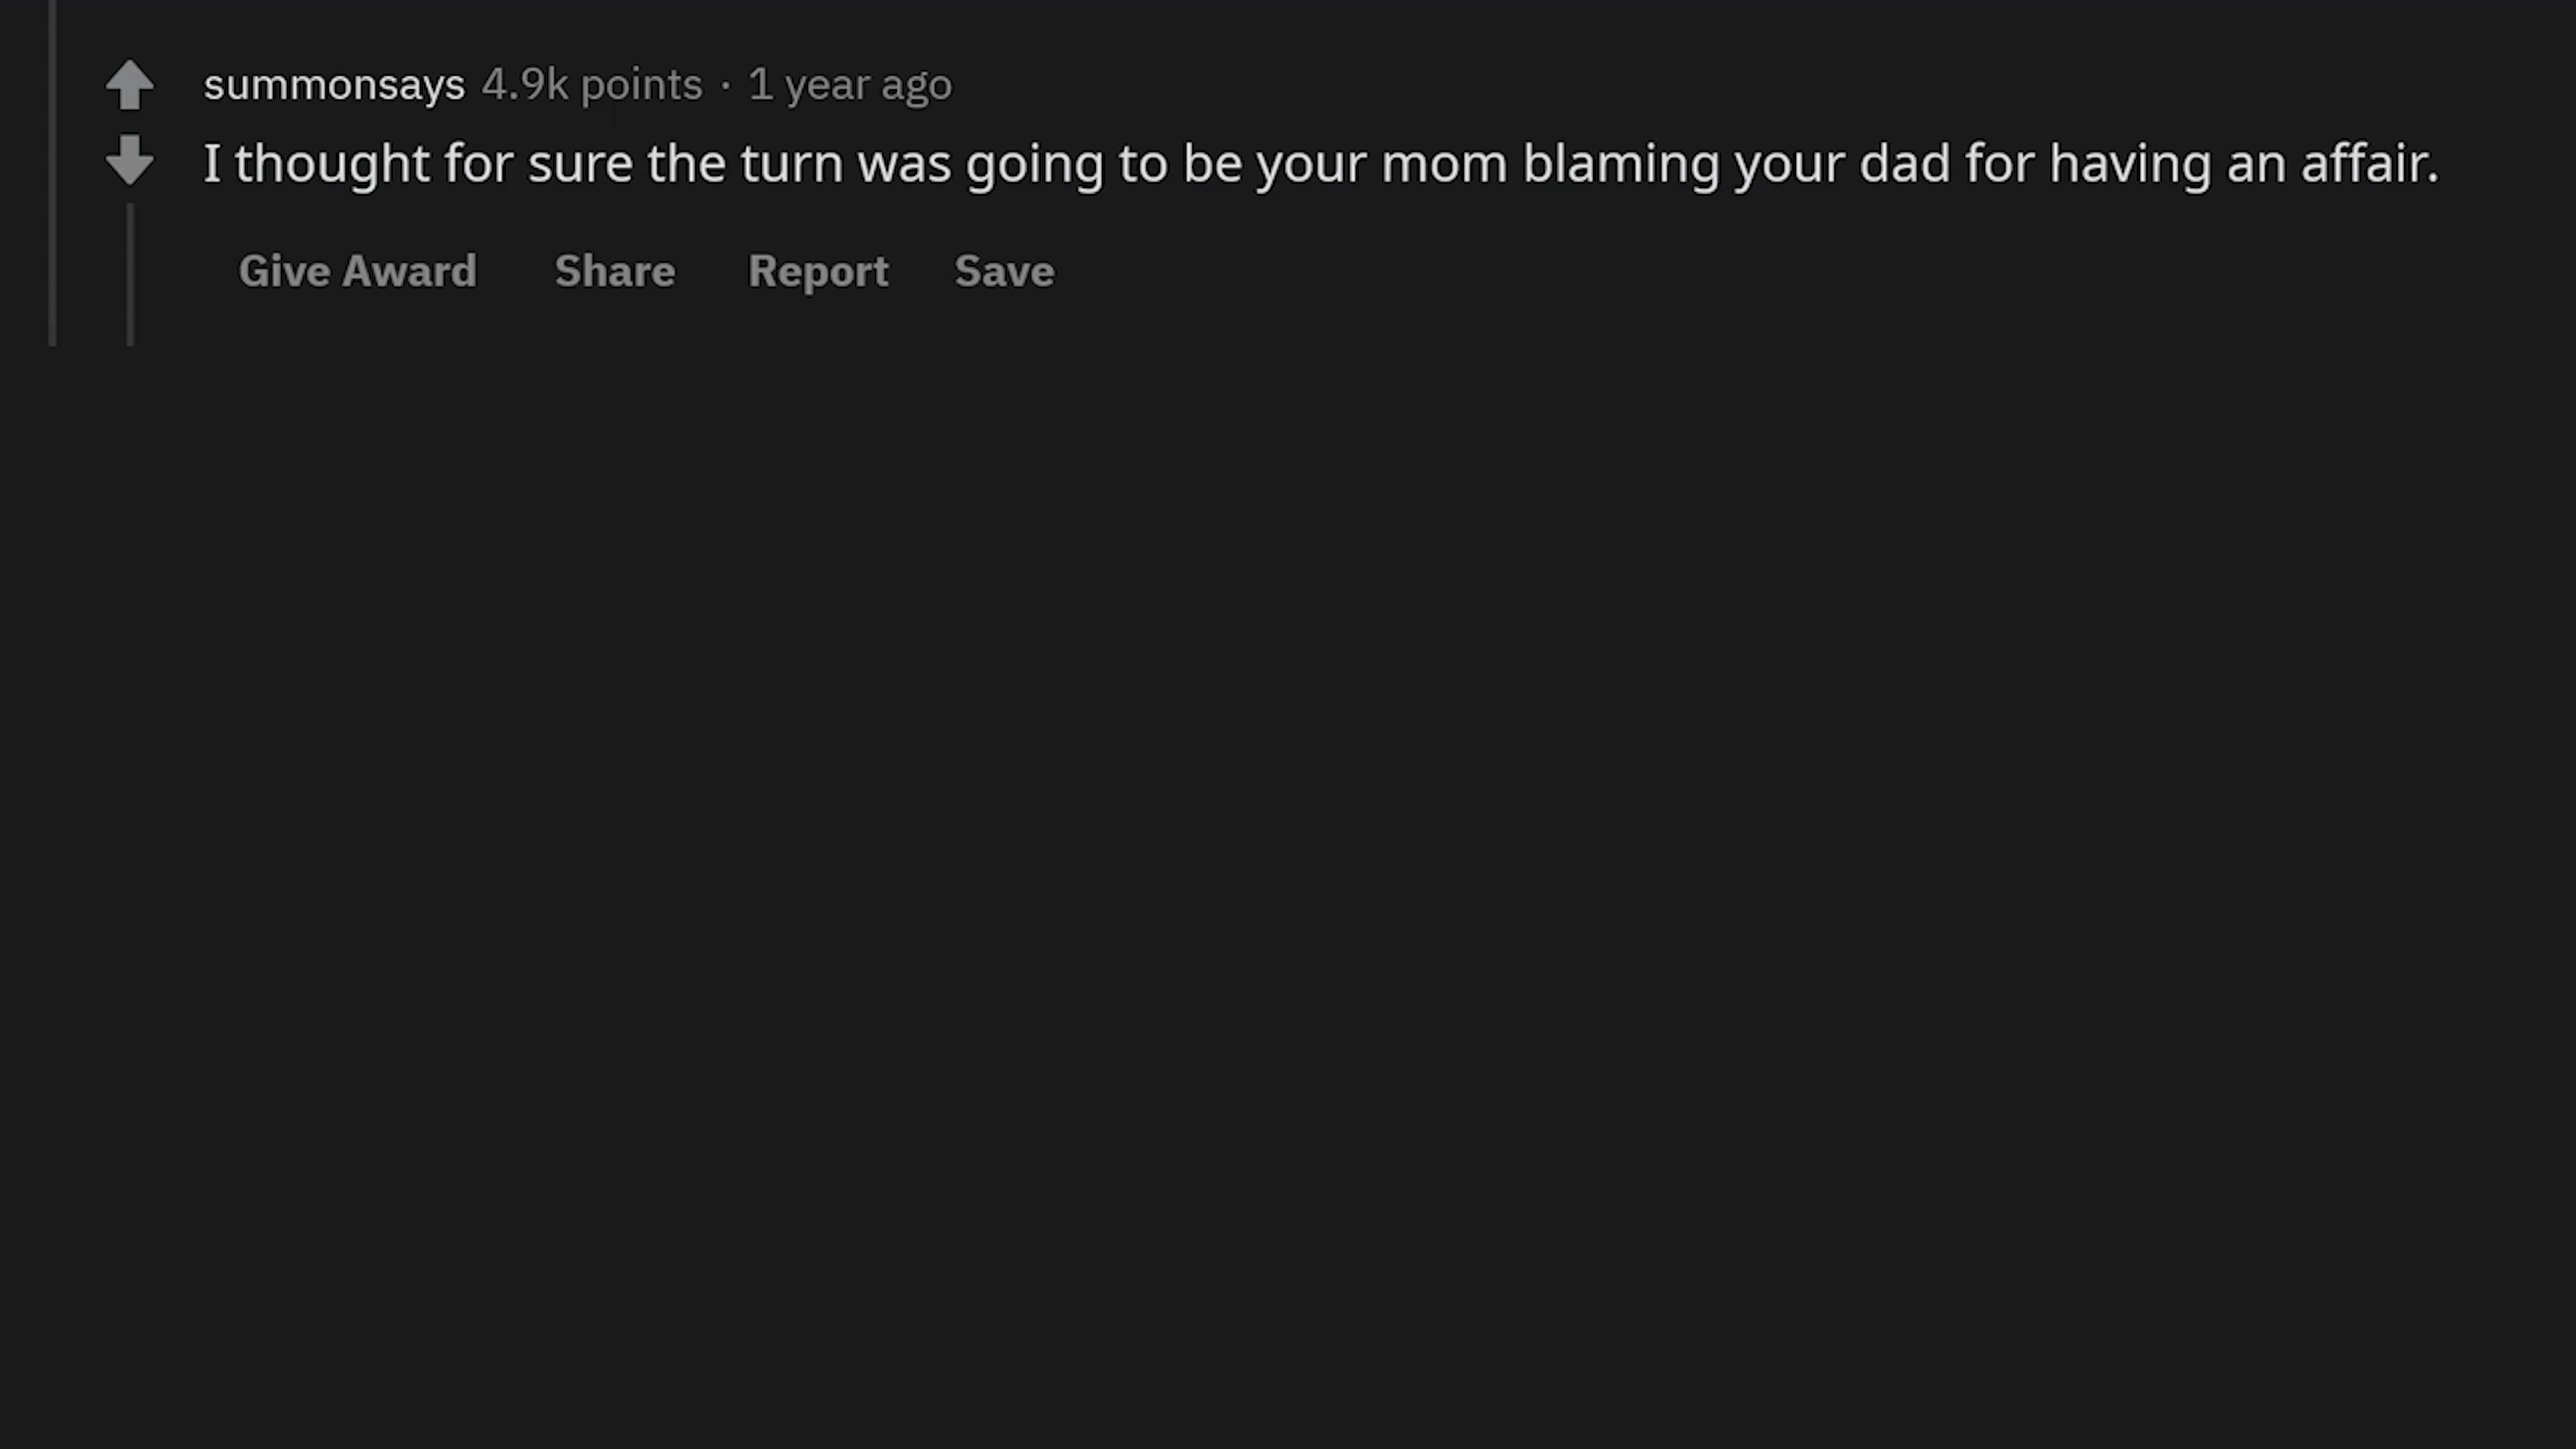 summonsays 4.9k points · 1 year ago
I thought for sure the turn was going to be your mom blaming your dad for having an affair.
Give Award Share Report Save